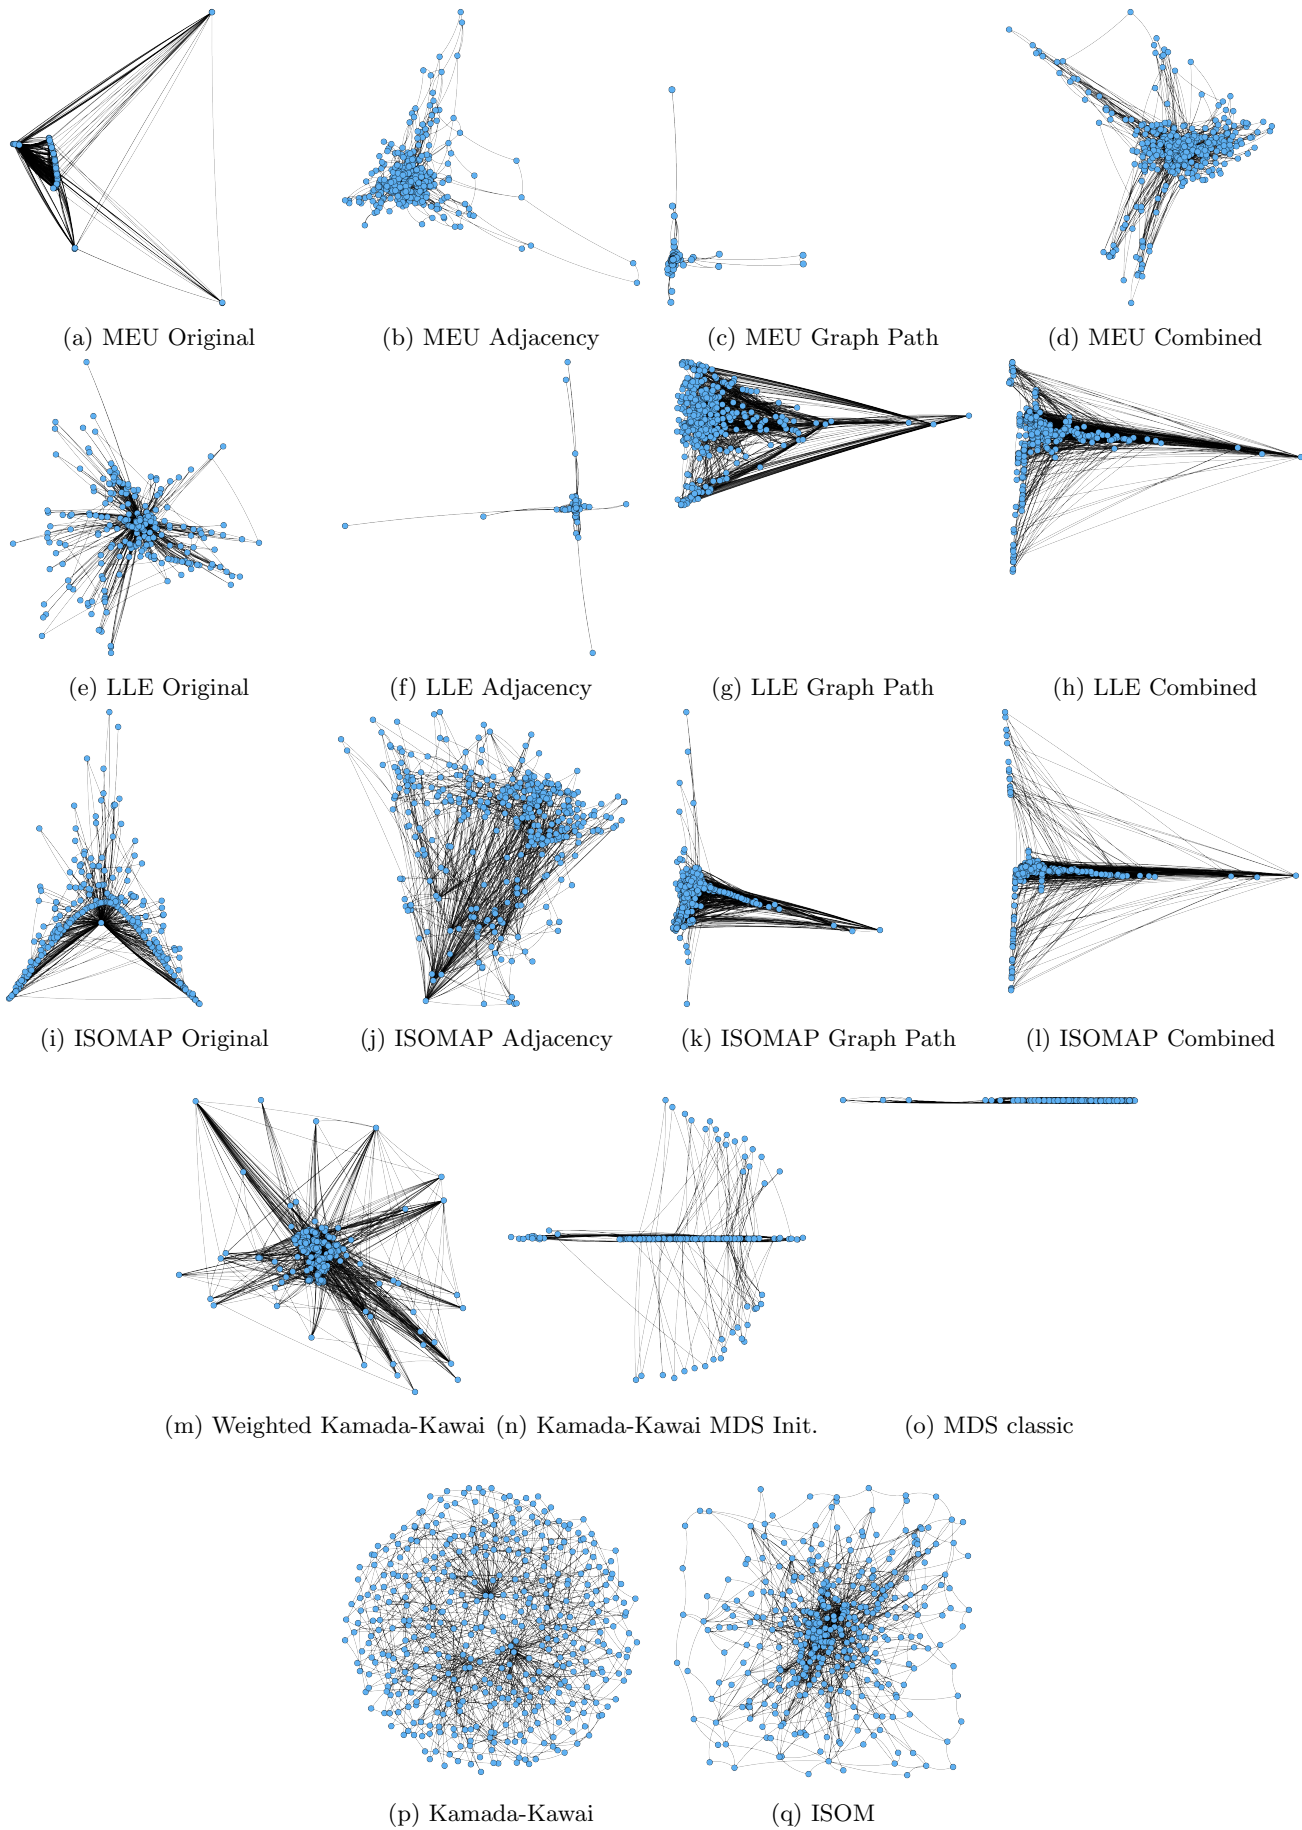 (a) MEU Original
(b) MEU Adjacency
(c) MEU Graph Path
(d) MEU Combined
(e) LLE Original
(f) LLE Adjacency
(g) LLE Graph Path
(h) LLE Combined
(i) ISOMAP Original
(j) ISOMAP Adjacency
(k) ISOMAP Graph Path
(l) ISOMAP Combined
(m) Weighted Kamada-Kawai
(n) Kamada-Kawai MDS Init.
(o) MDS classic
(p) Kamada-Kawai
(q) ISOM